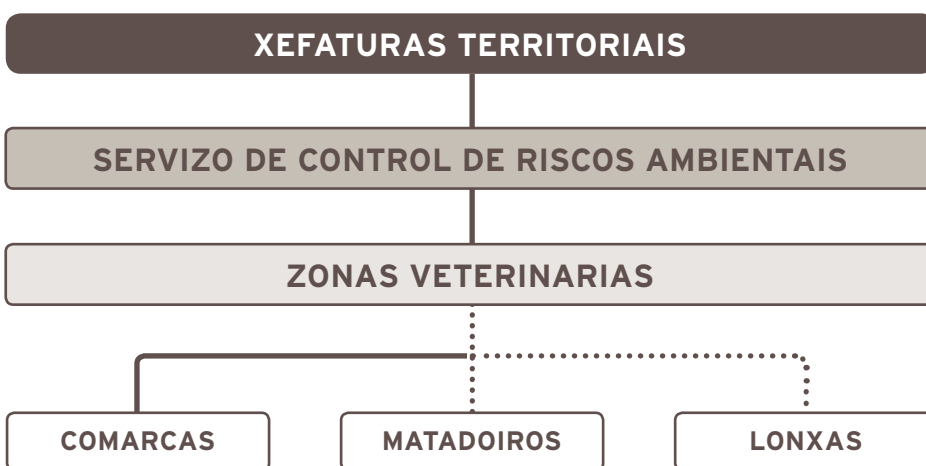 XEFATURAS TERRITORIAIS
SERVIZO DE CONTROL DE RISCOS AMBIENTAIS
ZONAS VETERINARIAS
COMARCAS
MATADOIROS
LONXAS